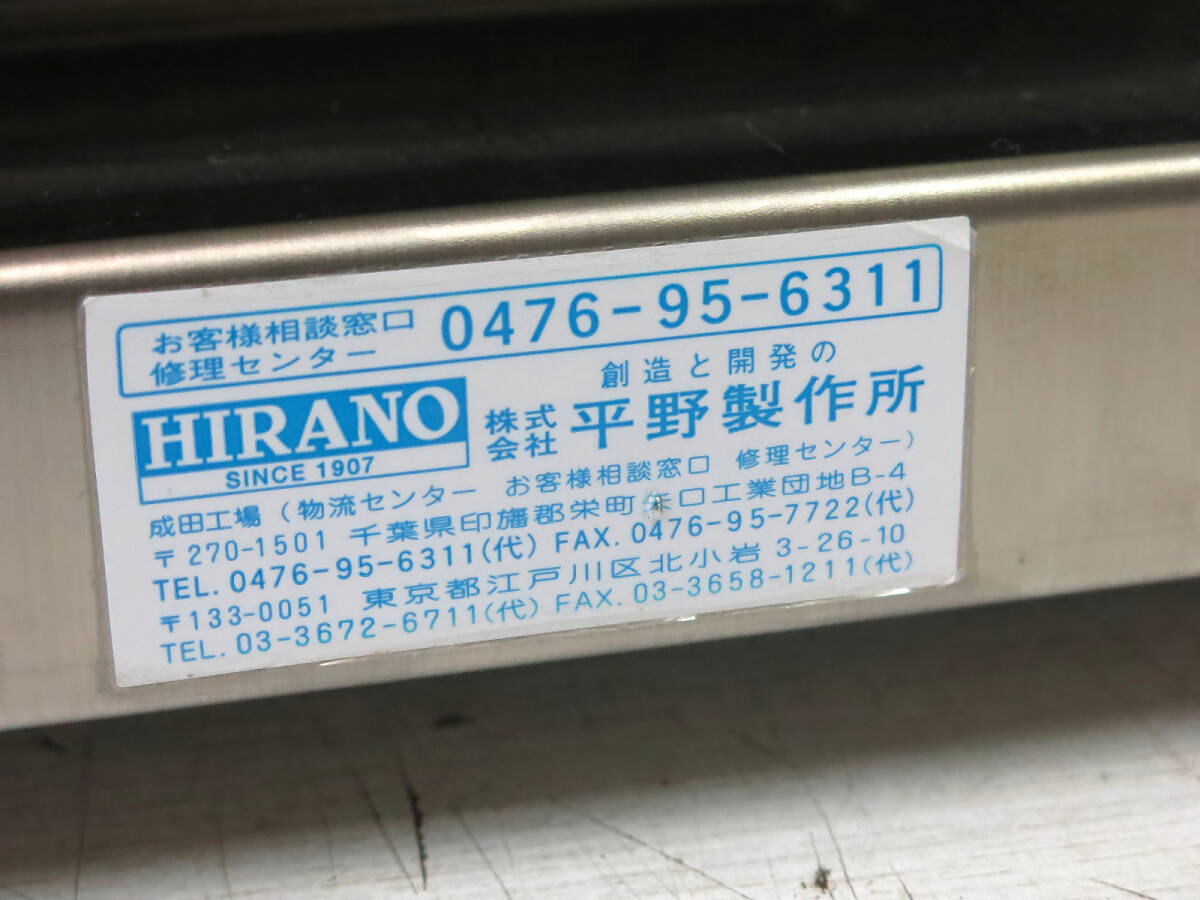 お客様相談窓口
修理センター
0476-95-6311
HIRANO
SINCE 1907
創造と開発の
株式会社 平野製作所
成田工場（物流センター お客様相談窓口 修理センター）
〒270-1501 千葉県印旛郡栄町矢口工業団地B-4
TEL. 0476-95-6311(代) FAX. 0476-95-7722(代)
〒133-0051 東京都江戸川区北小岩 3-26-10
TEL. 03-3672-6711(代) FAX. 03-3658-1211(代)